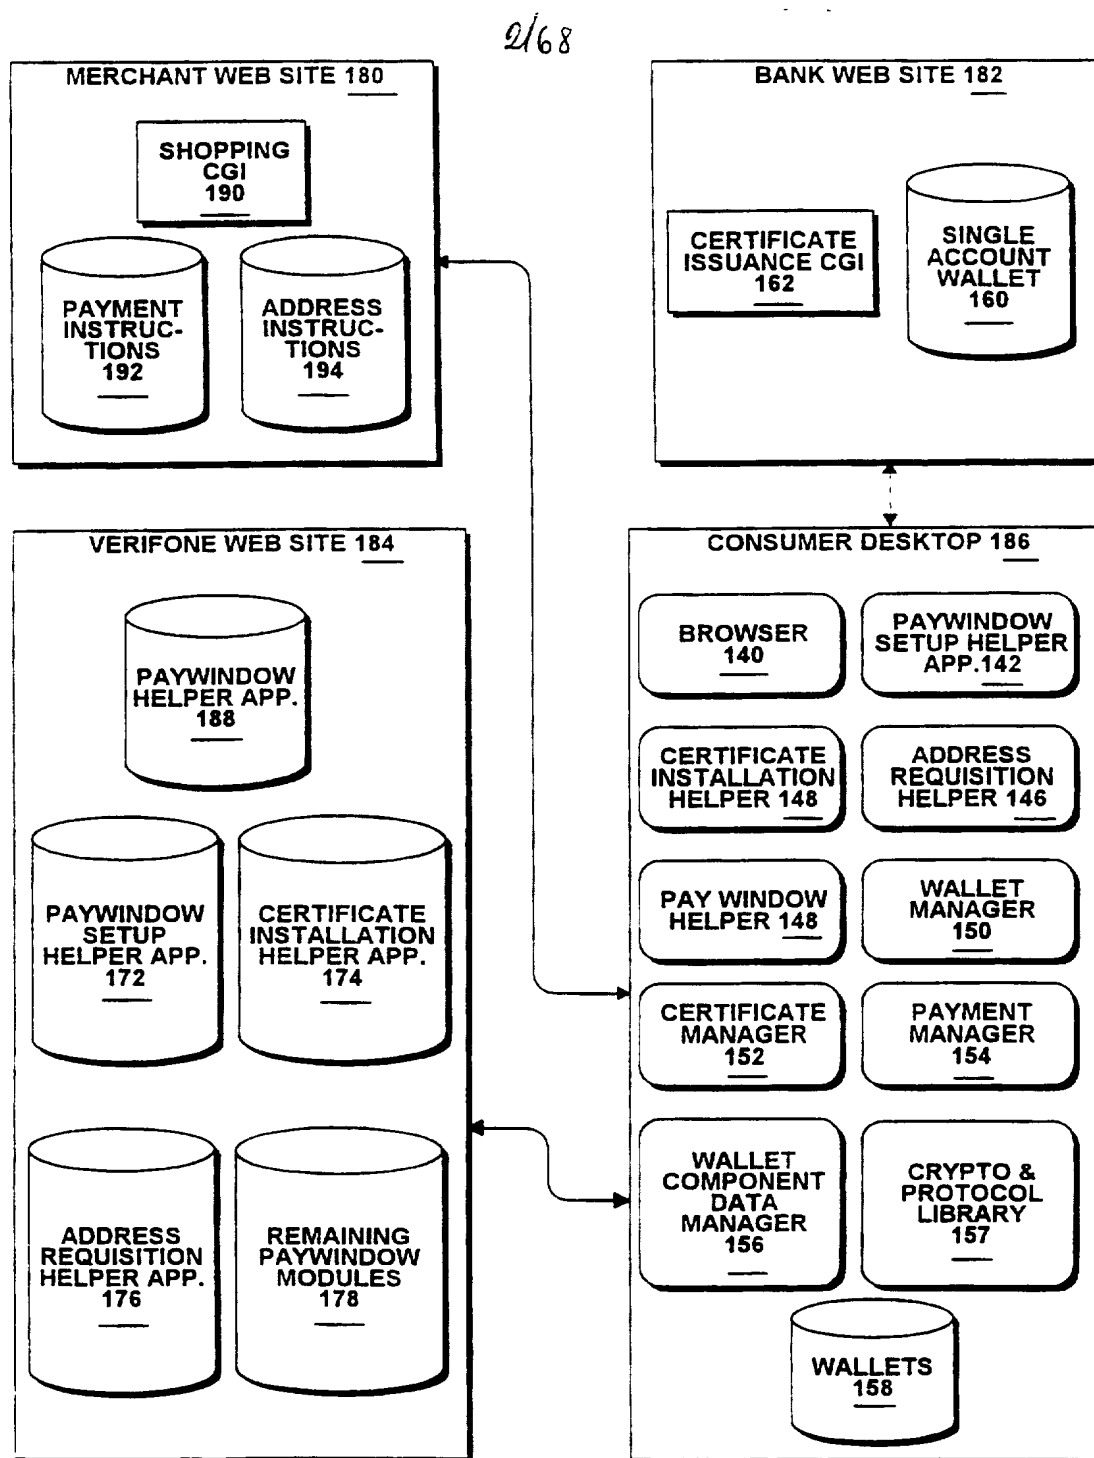 2/68
MERCHANT WEB SITE 180
SHOPPING
CGI
190
PAYMENT
INSTRUC-
TIONS
192
ADDRESS
INSTRUC-
TIONS
194
BANK WEB SITE 182
CERTIFICATE
ISSUANCE CGI
162
SINGLE
ACCOUNT
WALLET
160
VERIFONE WEB SITE 184
PAYWINDOW
HELPER APP.
188
PAYWINDOW
SETUP
HELPER APP.
172
CERTIFICATE
INSTALLATION
HELPER APP.
174
ADDRESS
REQUISITION
HELPER APP.
176
REMAINING
PAYWINDOW
MODULES
178
CONSUMER DESKTOP 186
BROWSER
140
PAYWINDOW
SETUP HELPER
APP.142
CERTIFICATE
INSTALLATION
HELPER 148
ADDRESS
REQUISITION
HELPER 146
PAY WINDOW
HELPER 148
WALLET
MANAGER
150
CERTIFICATE
MANAGER
152
PAYMENT
MANAGER
154
WALLET
COMPONENT
DATA
MANAGER
156
CRYPTO &
PROTOCOL
LIBRARY
157
WALLETS
158